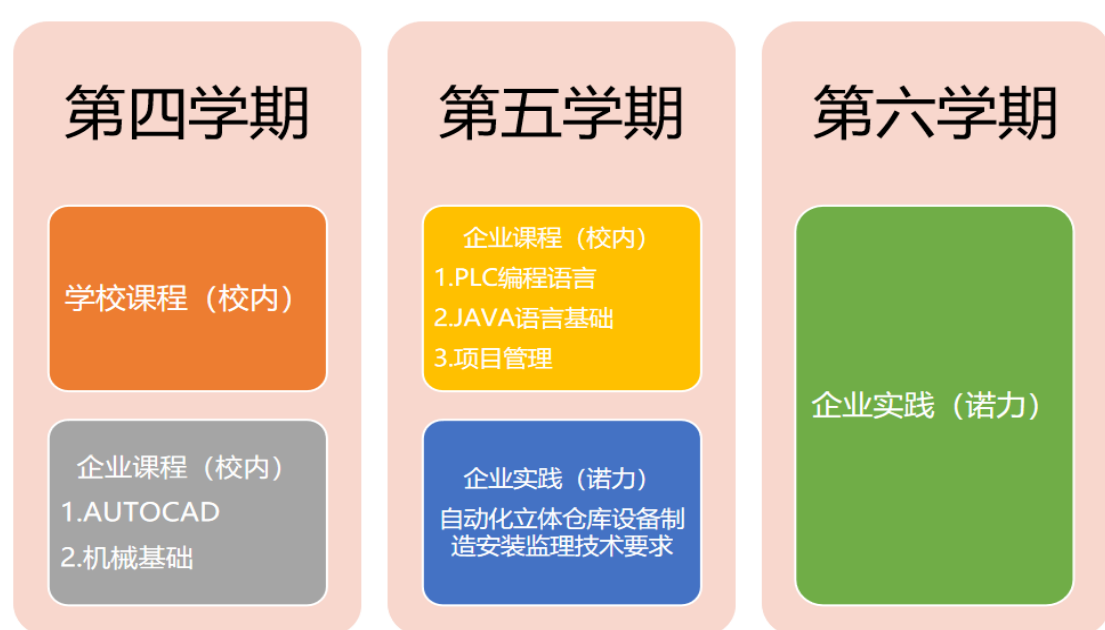 第四学期
学校课程（校内）
企业课程（校内）
1.AUTOCAD
2.机械基础
第五学期
企业课程（校内）
1.PLC编程语言
2.JAVA语言基础
3.项目管理
企业实践（诺力）
自动化立体仓库设备制
造安装监理技术要求
第六学期
企业实践（诺力）